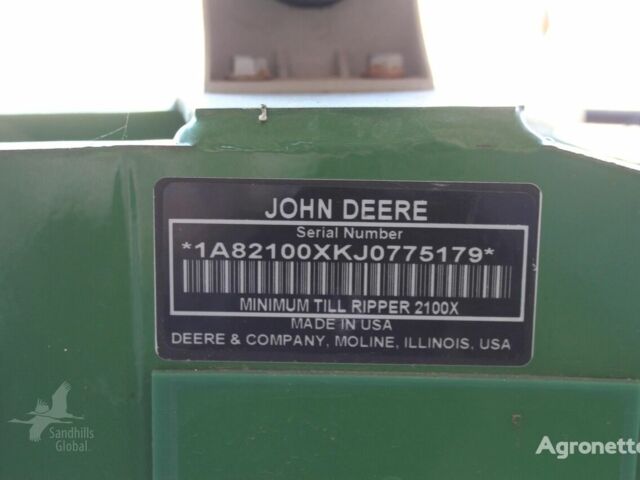 JOHN DEERE
Serial Number
*1A82100XKJ0775179*
MINIMUM TILL RIPPER 2100X
MADE IN USA
DEERE & COMPANY, MOLINE, ILLINOIS, USA
Sandhills
Global
Agronette